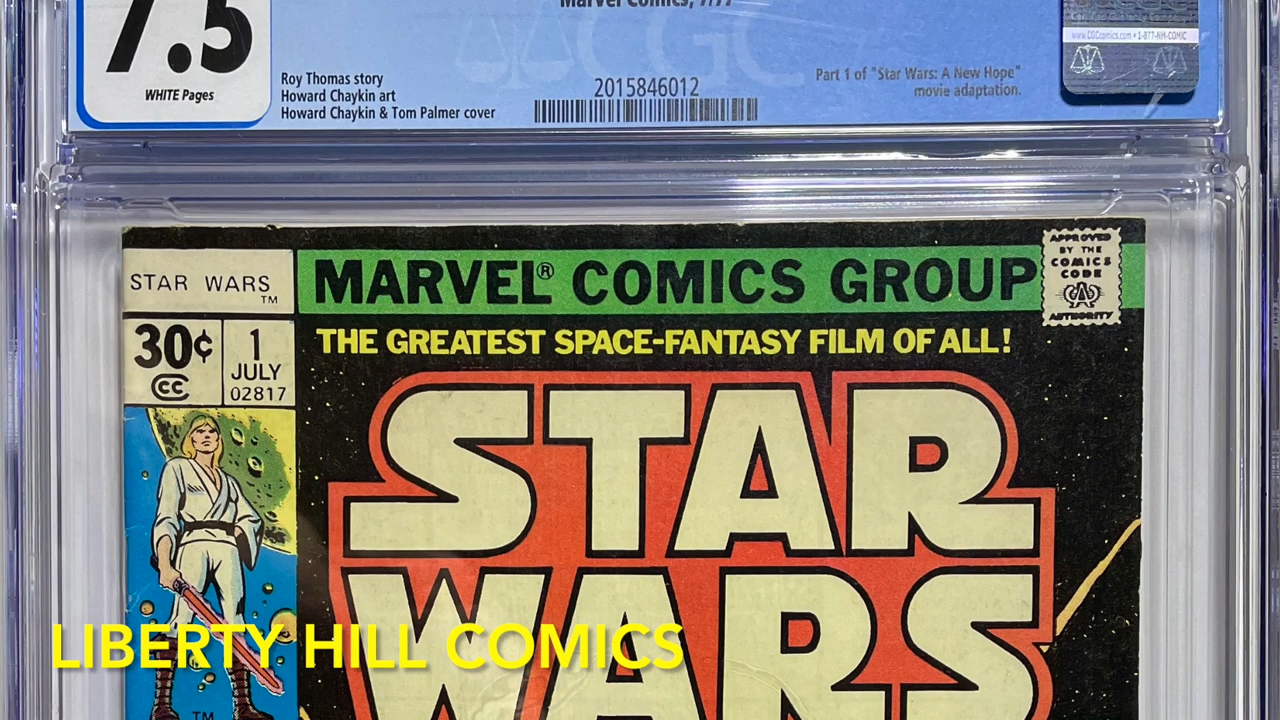 Marvel Comics, 7/77
7.5
WHITE Pages
Roy Thomas story
Howard Chaykin art
Howard Chaykin & Tom Palmer cover
2015846012
Part 1 of "Star Wars: A New Hope"
movie adaptation.
CGC
www.CGCcomics.com • 1-877-NM-COMIC
STAR WARS
TM
MARVEL® COMICS GROUP
APPROVED
BY THE
COMICS
CODE
CA
AUTHORITY
30¢
CC
1
JULY
02817
THE GREATEST SPACE-FANTASY FILM OF ALL!
STAR
WARS
LIBERTY HILL COMICS
TM